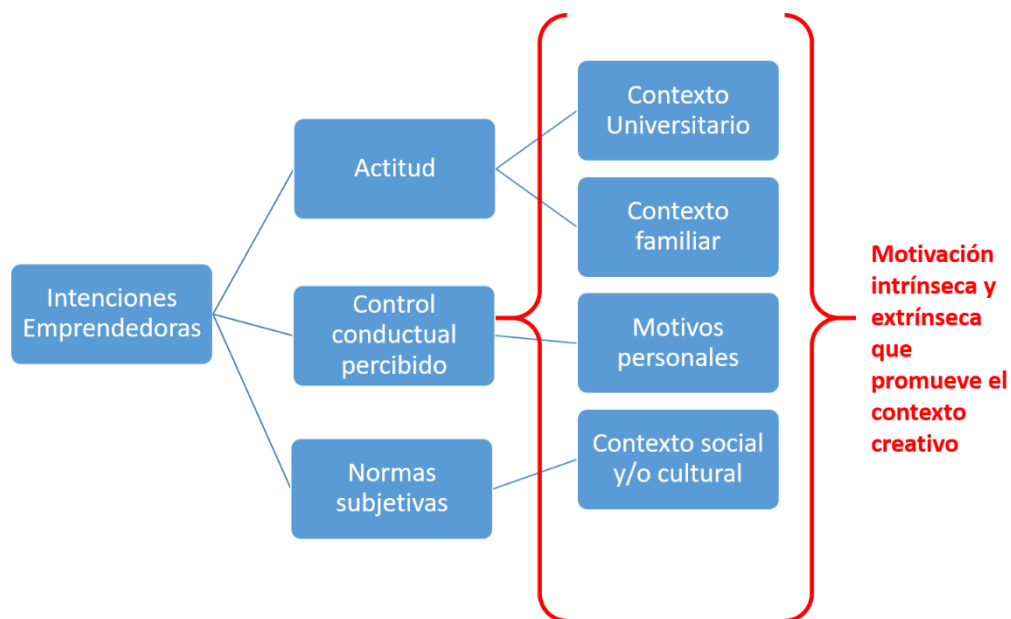 Intenciones
Emprendedoras
Actitud
Control
conductual
percibido
Normas
subjetivas
Contexto
Universitario
Contexto
familiar
Motivos
personales
Contexto social
y/o cultural
Motivación
intrínseca y
extrínseca
que
promueve el
contexto
creativo